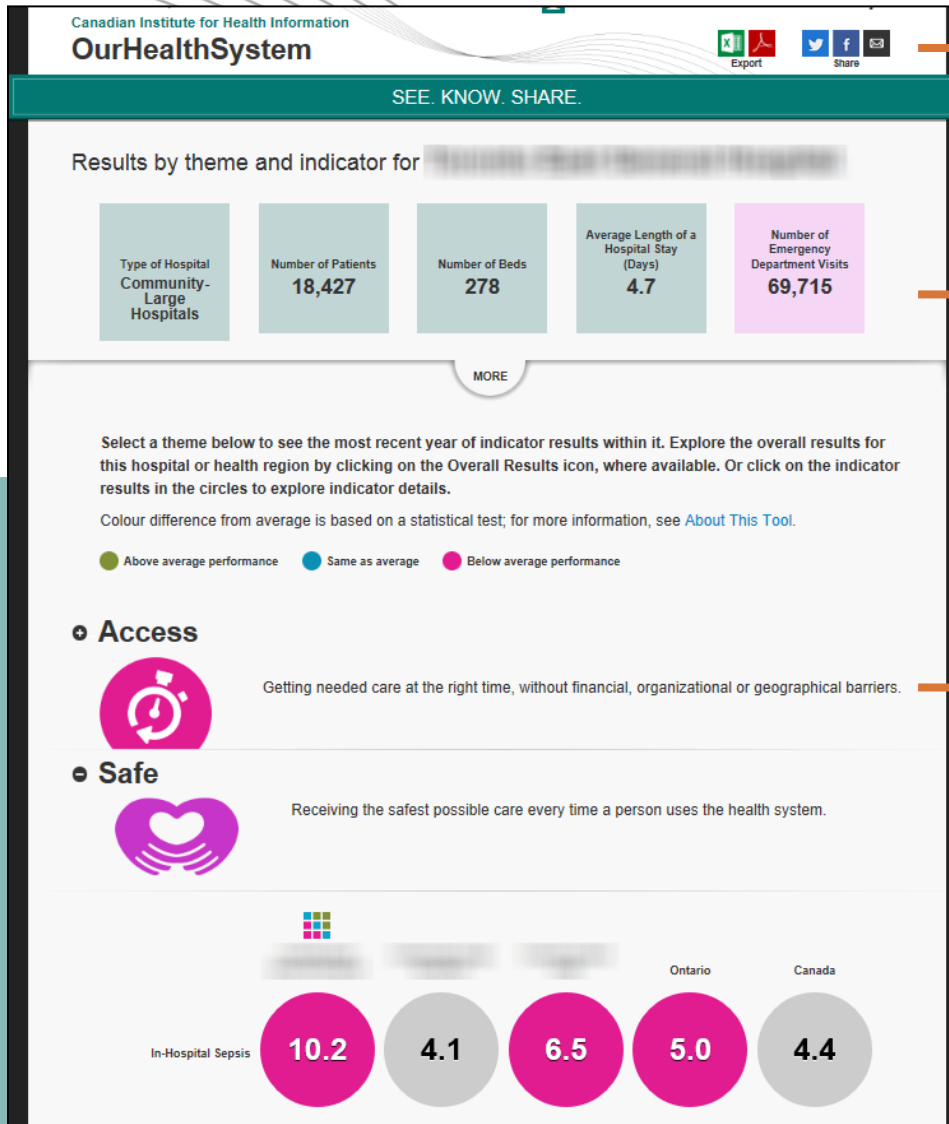 Canadian Institute for Health Information
OurHealthSystem
Export
Share
SEE. KNOW. SHARE.
Results by theme and indicator for
Type of Hospital
Community-
Large
Hospitals
Number of Patients
18,427
Number of Beds
278
Average Length of a
Hospital Stay
(Days)
4.7
Number of
Emergency
Department Visits
69,715
MORE
Select a theme below to see the most recent year of indicator results within it. Explore the overall results for
this hospital or health region by clicking on the Overall Results icon, where available. Or click on the indicator
results in the circles to explore indicator details.
Colour difference from average is based on a statistical test; for more information, see About This Tool.
Above average performance
Same as average
Below average performance
Access
Getting needed care at the right time, without financial, organizational or geographical barriers.
Safe
Receiving the safest possible care every time a person uses the health system.
Ontario
Canada
In-Hospital Sepsis
10.2
4.1
6.5
5.0
4.4